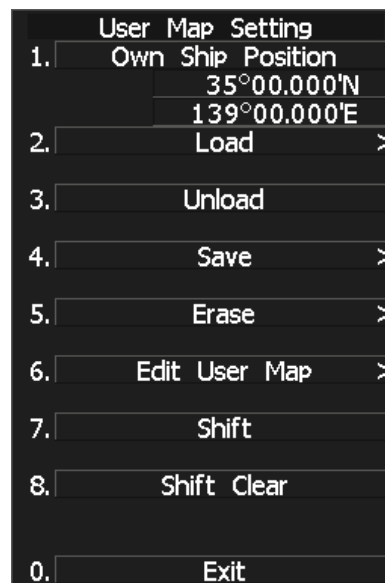 User Map Setting
1. Own Ship Position
35°00.000'N
139°00.000'E
2. Load >
3. Unload
4. Save >
5. Erase >
6. Edit User Map >
7. Shift
8. Shift Clear
0. Exit